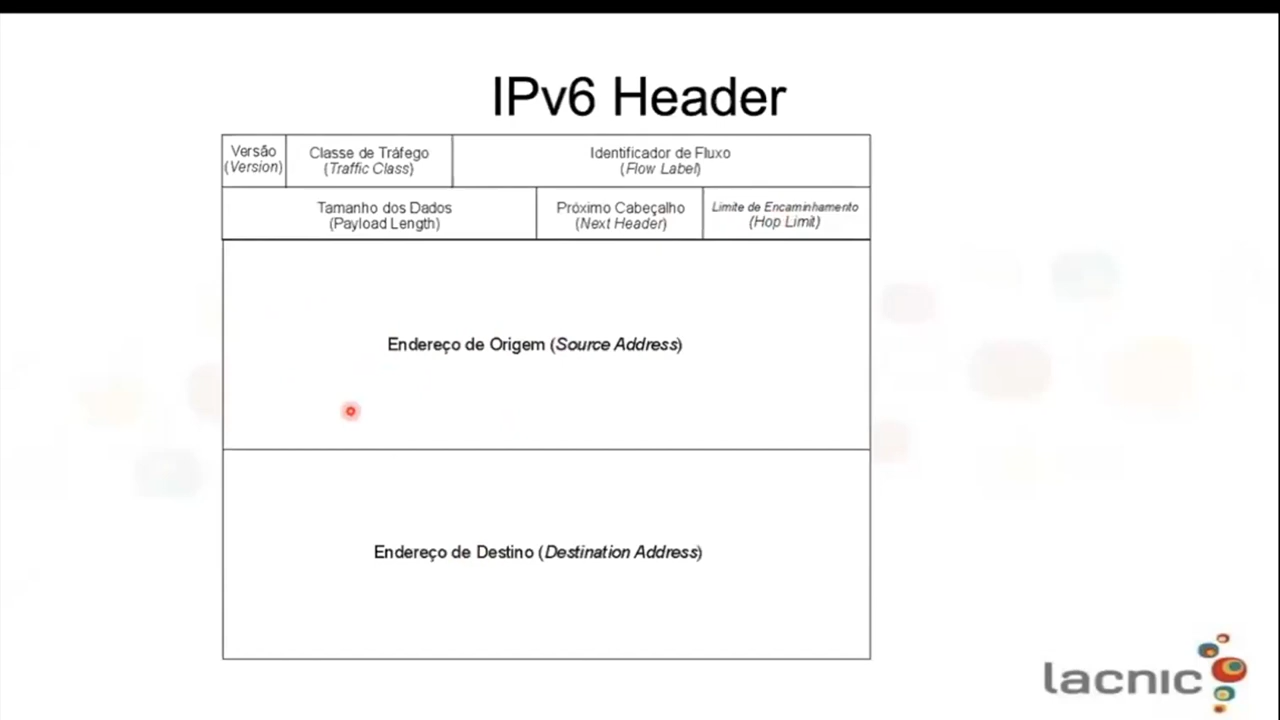 IPv6 Header
Versão
(Version)
Classe de Tráfego
(Traffic Class)
Identificador de Fluxo
(Flow Label)
Tamanho dos Dados
(Payload Length)
Próximo Cabeçalho
(Next Header)
Limite de Encaminhamento
(Hop Limit)
Endereço de Origem (Source Address)
Endereço de Destino (Destination Address)
lacnic